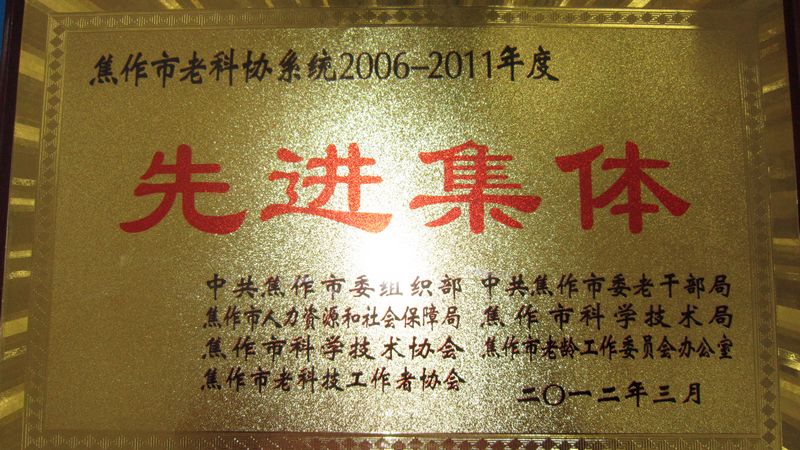 焦作市老科协系统2006-2011年度
先进集体
中共焦作市委组织部 中共焦作市委老干部局
焦作市人力资源和社会保障局 焦作市科学技术局
焦作市科学技术协会 焦作市老龄工作委员会办公室
焦作市老科技工作者协会
二〇一二年三月